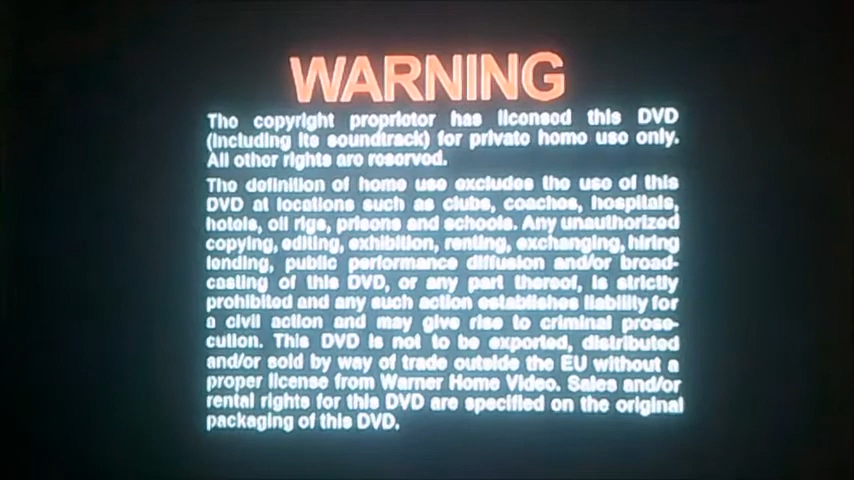 WARNING
The copyright proprietor has licensed this DVD
(including its soundtrack) for private home use only.
All other rights are reserved.
The definition of home use excludes the use of this
DVD at locations such as clubs, coaches, hospitals,
hotels, oil rigs, prisons and schools. Any unauthorized
copying, editing, exhibition, renting, exchanging, hiring
lending, public performance diffusion and/or broad-
casting of this DVD, or any part thereof, is strictly
prohibited and any such action establishes liability for
a civil action and may give rise to criminal prose-
cution. This DVD is not to be exported, distributed
and/or sold by way of trade outside the EU without a
proper license from Warner Home Video. Sales and/or
rental rights for this DVD are specified on the original
packaging of this DVD.